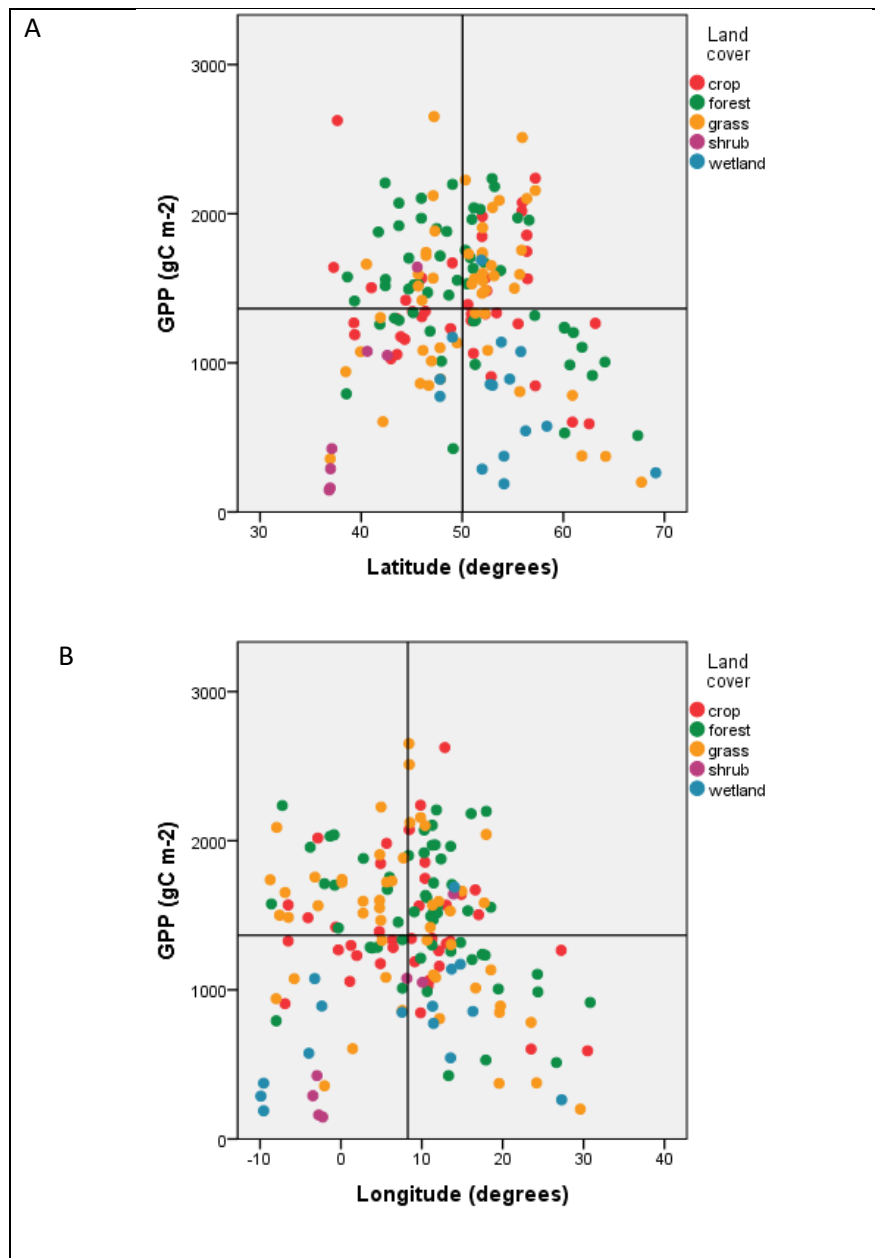 A
Land
cover
crop
forest
grass
shrub
wetland
GPP (gC m-2)
3000
2000
1000
0
30 40 50 60 70
Latitude (degrees)
B
Land
cover
crop
forest
grass
shrub
wetland
GPP (gC m-2)
3000
2000
1000
0
-10 0 10 20 30 40
Longitude (degrees)